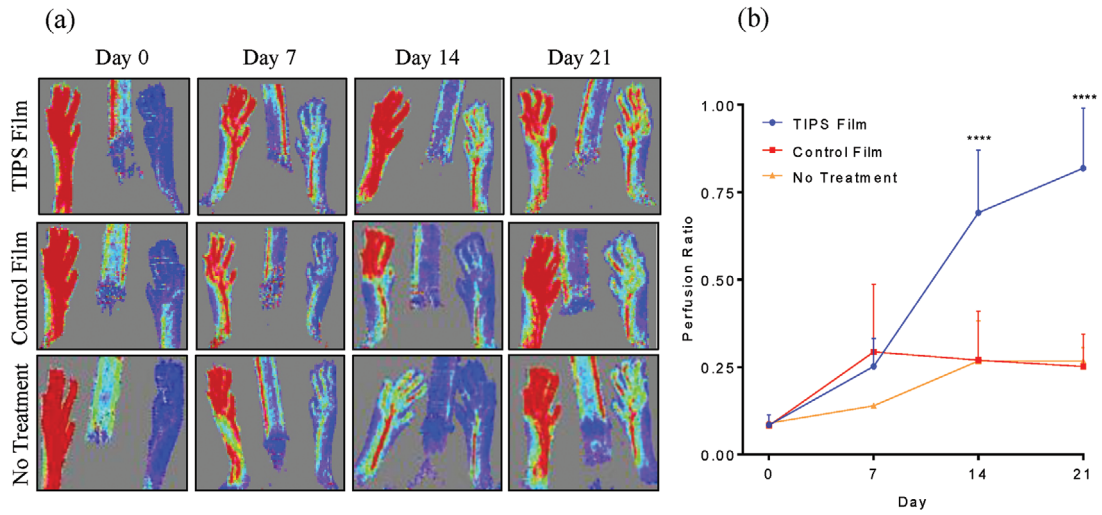 (a)
Day 0
Day 7
Day 14
Day 21
TIPS Film
Control Film
No Treatment
(b)
Perfusion Ratio
1.00
0.75
0.50
0.25
0.00
TIPS Film
Control Film
No Treatment
****
****
0
7
14
21
Day